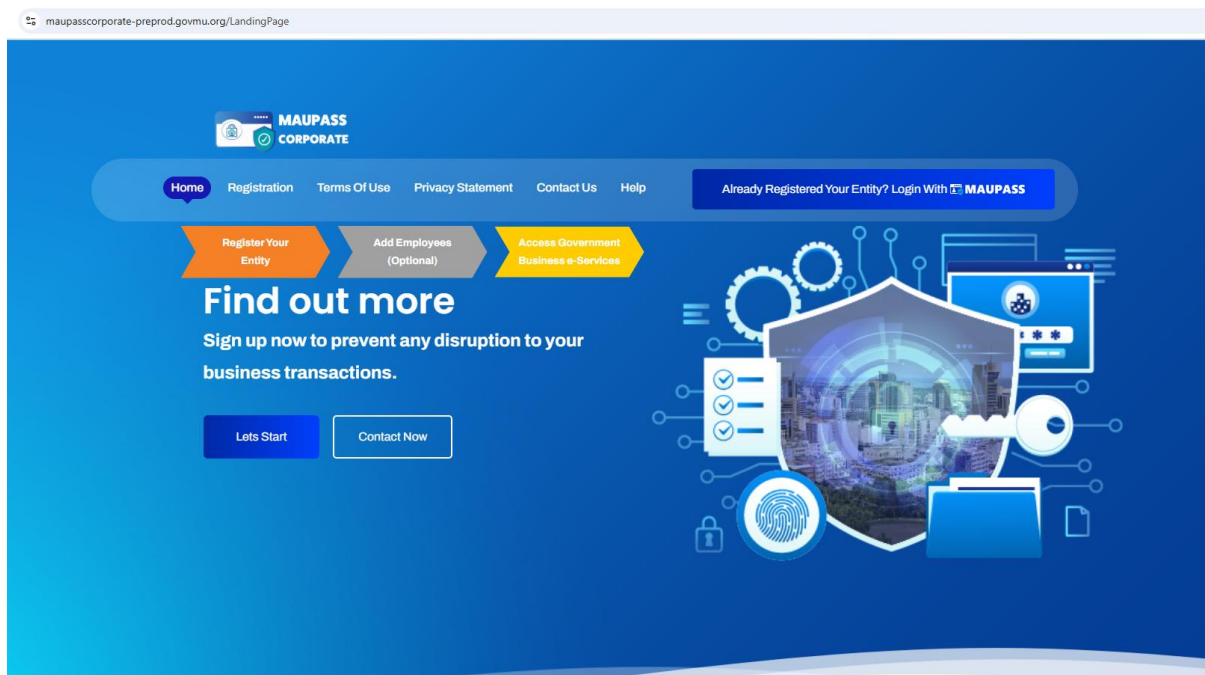 maupasscorporate-preprod.govmu.org/LandingPage
MAUPASS
CORPORATE
Home
Registration
Terms Of Use
Privacy Statement
Contact Us
Help
Already Registered Your Entity? Login With MAUPASS
Register Your
Entity
Add Employees
(Optional)
Access Government
Business e-Services
Find out more
Sign up now to prevent any disruption to your
business transactions.
Lets Start
Contact Now